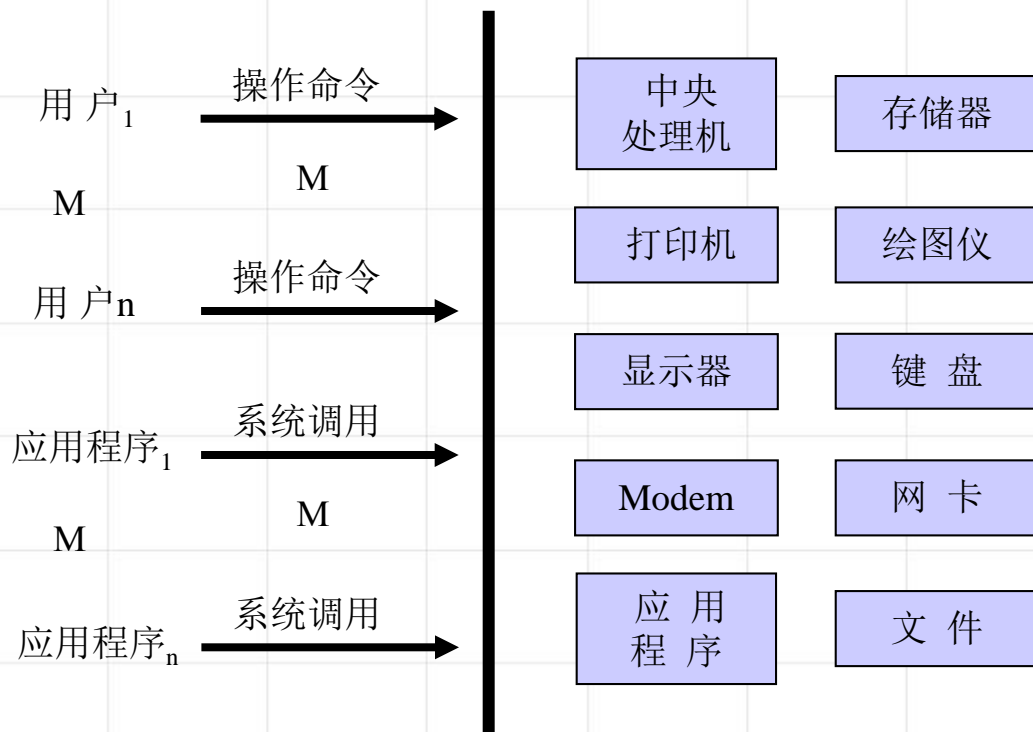 用 户1
操作命令
M
M
用 户n
操作命令
应用程序1
系统调用
M
M
应用程序n
系统调用
中央
处理机
存储器
打印机
绘图仪
显示器
键 盘
Modem
网 卡
应 用
程 序
文 件